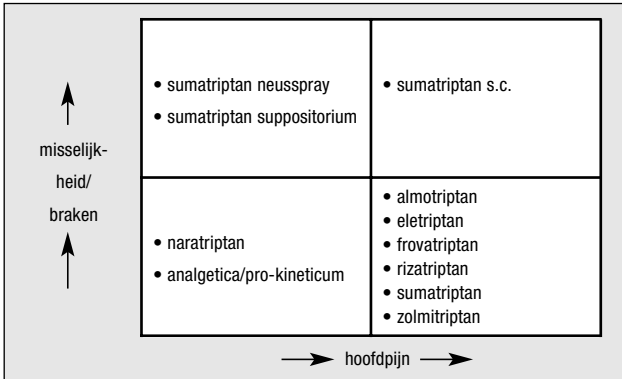 • sumatriptan neusspray
• sumatriptan suppositorium
• sumatriptan s.c.
misselijk-
heid/
braken
• naratriptan
• analgetica/pro-kineticum
• almotriptan
• eletriptan
• frovatriptan
• rizatriptan
• sumatriptan
• zolmitriptan
hoofdpijn